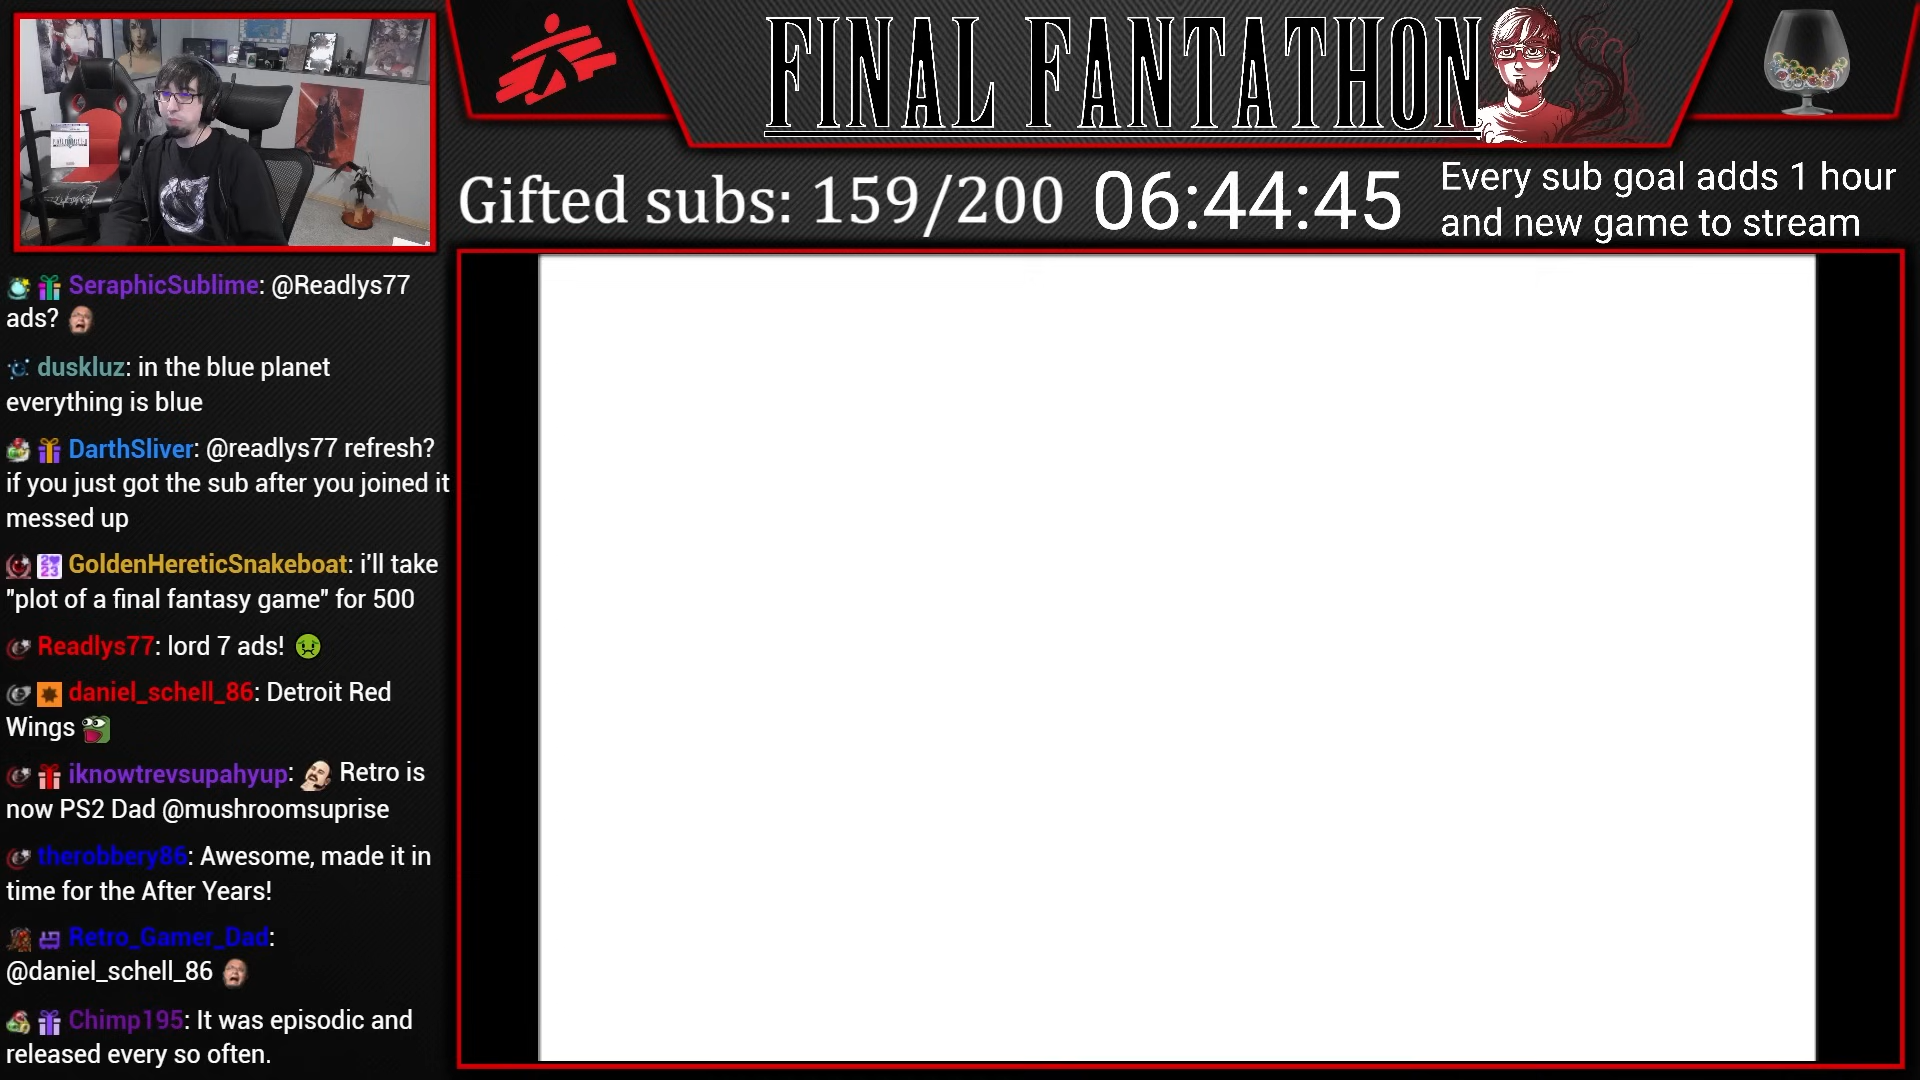 FINAL FANTATHON
Gifted subs: 159/200
06:44:45
Every sub goal adds 1 hour
and new game to stream
SeraphicSublime: @Readlys77
ads?
duskluz: in the blue planet
everything is blue
DarthSliver: @readlys77 refresh?
if you just got the sub after you joined it
messed up
GoldenHereticSnakeboat: i'll take
"plot of a final fantasy game" for 500
Readlys77: lord 7 ads!
daniel_schell_86: Detroit Red
Wings
iknowtrevsupahyup: Retro is
now PS2 Dad @mushroomsuprise
therobbery86: Awesome, made it in
time for the After Years!
Retro_Gamer_Dad:
@daniel_schell_86
Chimp195: It was episodic and
released every so often.